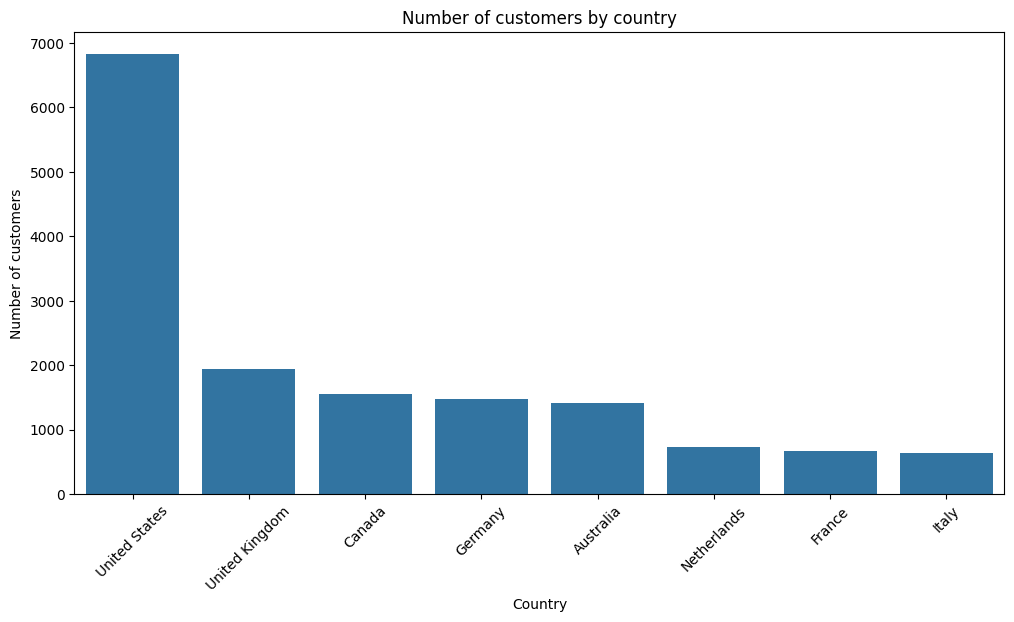 Number of customers by country
Number of customers
7000
6000
5000
4000
3000
2000
1000
0
United States
United Kingdom
Canada
Germany
Australia
Netherlands
France
Italy
Country